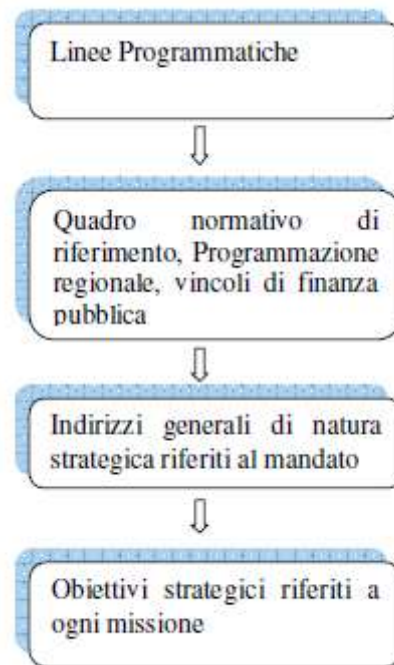 Linee Programmatiche
Quadro normativo di
riferimento, Programmazione
regionale, vincoli di finanza
pubblica
Indirizzi generali di natura
strategica riferiti al mandato
Obiettivi strategici riferiti a
ogni missione